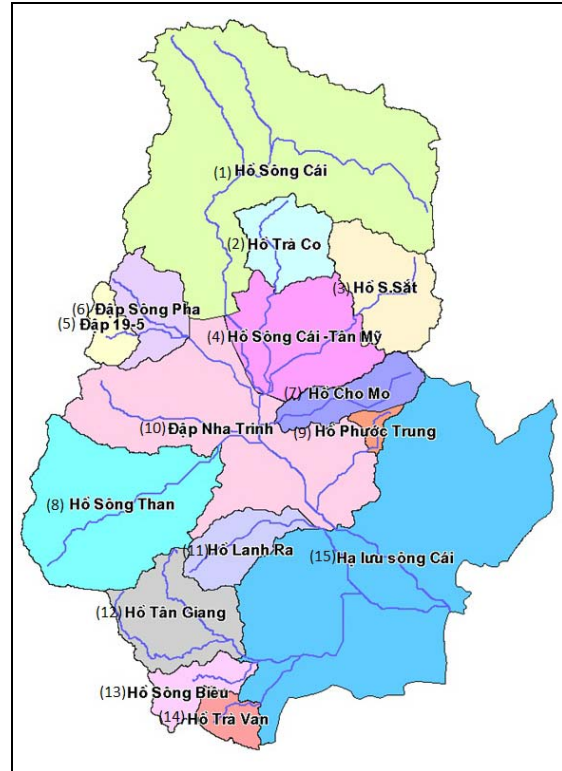 (1) Hồ Sông Cái
(2) Hồ Trà Co
(3) Hồ S.Sắt
(6) Đập Sông Pha
(5) Đập 19-5
(4) Hồ Sông Cái -Tân Mỹ
(7) Hồ Cho Mo
(10) Đập Nha Trinh
(9) Hồ Phước Trung
(8) Hồ Sông Than
(11) Hồ Lanh Ra
(15) Hạ lưu sông Cái
(12) Hồ Tân Giang
(13) Hồ Sông Biêu
(14) Hồ Trà Van